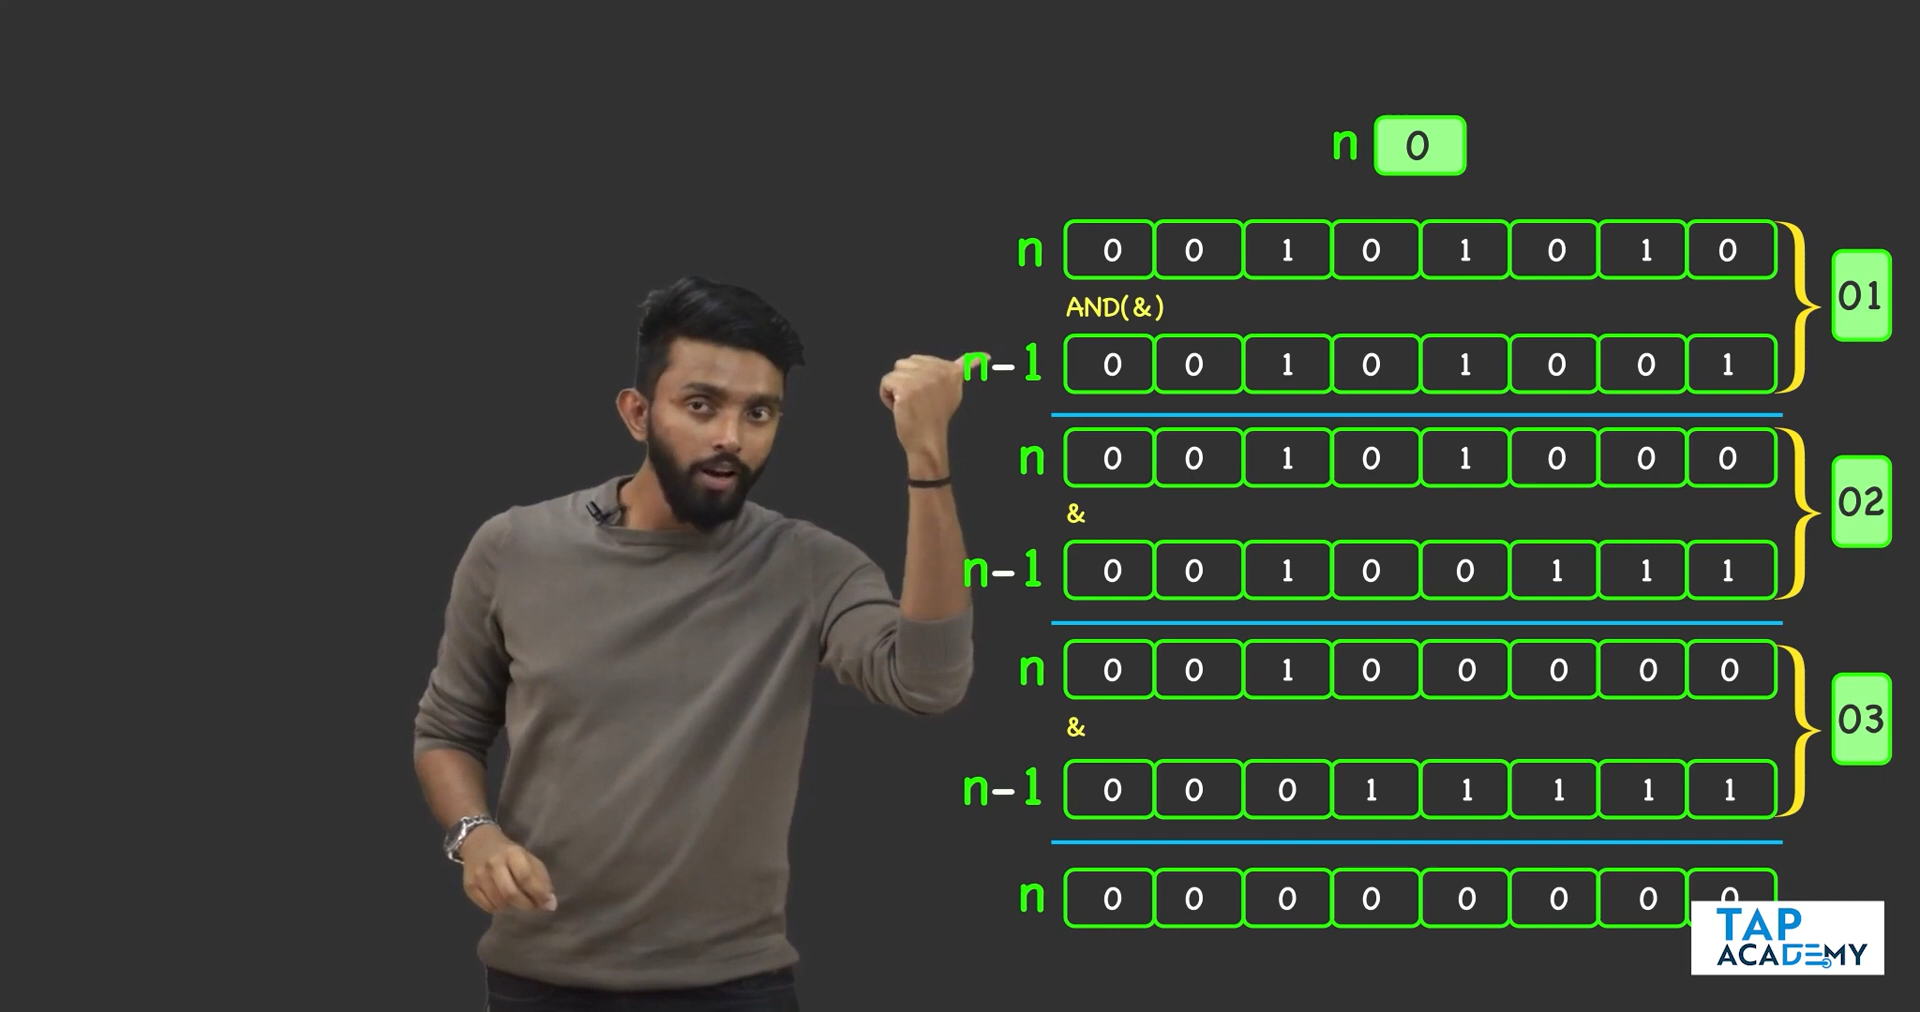 n 0
n 0 0 1 0 1 0 1 0
01
AND(&)
n-1 0 0 1 0 1 0 0 1
n 0 0 1 0 1 0 0 0
02
&
n-1 0 0 1 0 0 1 1 1
n 0 0 1 0 0 0 0 0
03
&
n-1 0 0 0 1 1 1 1 1
n 0 0 0 0 0 0 0 0
TAP
ACADEMY